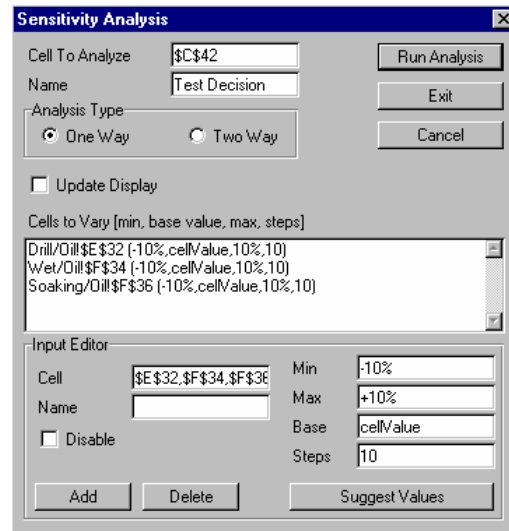 Sensitivity Analysis
Cell To Analyze $C$42 Run Analysis
Name Test Decision Exit
Analysis Type
One Way Two Way Cancel
Update Display
Cells to Vary [min, base value, max, steps]
Drill/Oil!$E$32 (-10%,cellValue,10%,10)
Wet/Oil!$F$34 (-10%,cellValue,10%,10)
Soaking/Oil!$F$36 (-10%,cellValue,10%,10)
Input Editor
Cell $E$32,$F$34,$F$36 Min -10%
Name Max +10%
Disable Base cellValue
Steps 10
Add Delete Suggest Values